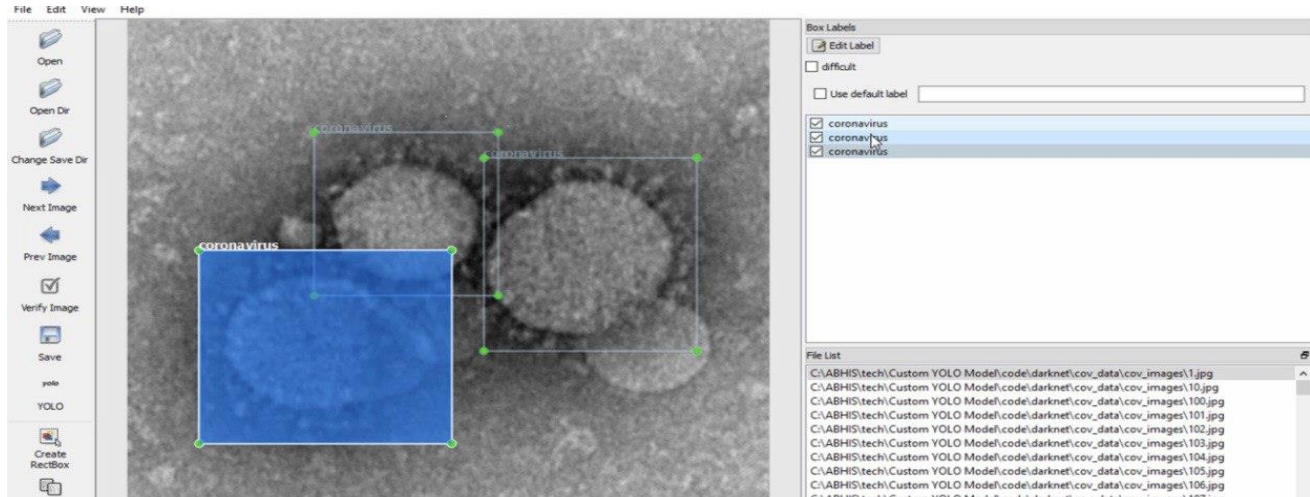 File Edit View Help
Open
Open Dir
Change Save Dir
Next Image
Prev Image
Verify Image
Save
yolo
YOLO
Create
RectBox
coronavirus
coronavirus
coronavirus
Box Labels
Edit Label
difficult
Use default label
coronavirus
coronavirus
coronavirus
File List
C:\ABHIS\tech\Custom YOLO Model\code\darknet\cov_data\cov_images\1.jpg
C:\ABHIS\tech\Custom YOLO Model\code\darknet\cov_data\cov_images\10.jpg
C:\ABHIS\tech\Custom YOLO Model\code\darknet\cov_data\cov_images\100.jpg
C:\ABHIS\tech\Custom YOLO Model\code\darknet\cov_data\cov_images\101.jpg
C:\ABHIS\tech\Custom YOLO Model\code\darknet\cov_data\cov_images\102.jpg
C:\ABHIS\tech\Custom YOLO Model\code\darknet\cov_data\cov_images\103.jpg
C:\ABHIS\tech\Custom YOLO Model\code\darknet\cov_data\cov_images\104.jpg
C:\ABHIS\tech\Custom YOLO Model\code\darknet\cov_data\cov_images\105.jpg
C:\ABHIS\tech\Custom YOLO Model\code\darknet\cov_data\cov_images\106.jpg